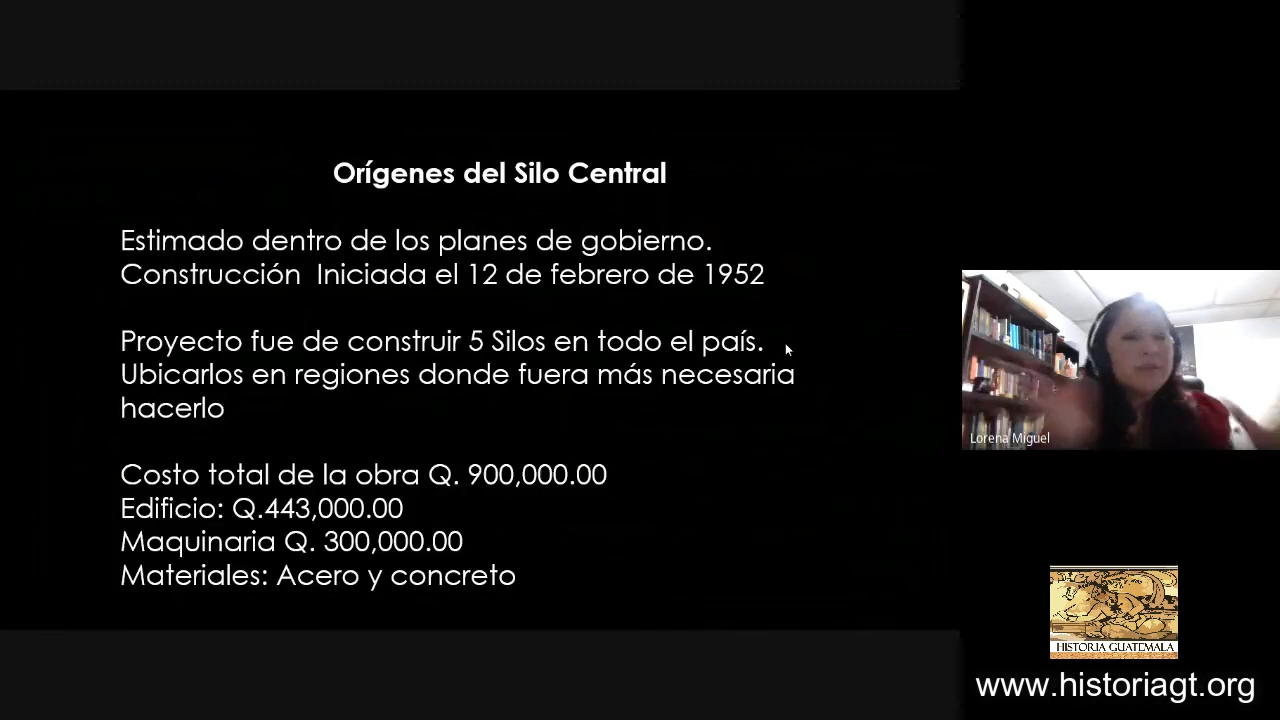 Orígenes del Silo Central
Estimado dentro de los planes de gobierno.
Construcción Iniciada el 12 de febrero de 1952
Proyecto fue de construir 5 Silos en todo el país.
Ubicarlos en regiones donde fuera más necesaria
hacerlo
Costo total de la obra Q. 900,000.00
Edificio: Q.443,000.00
Maquinaria Q. 300,000.00
Materiales: Acero y concreto
Lorena Miguel
HISTORIA GUATEMALA
www.historiagt.org